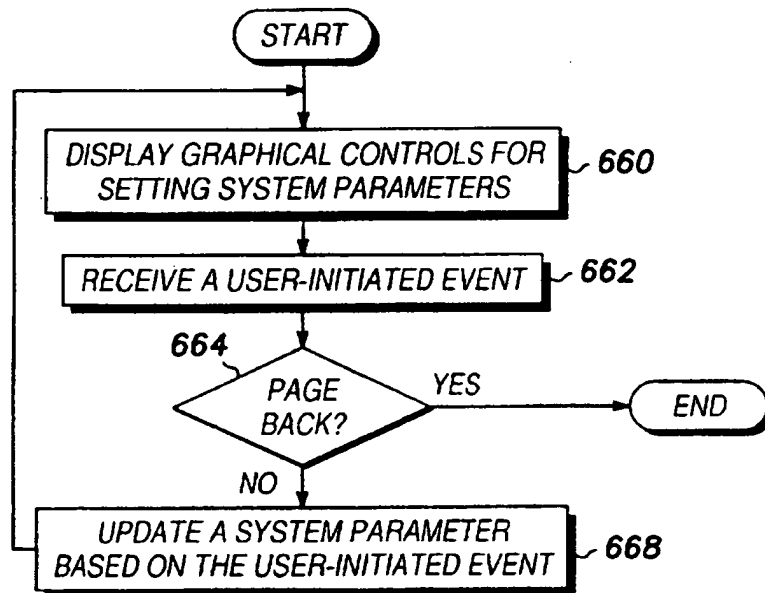 START
DISPLAY GRAPHICAL CONTROLS FOR
SETTING SYSTEM PARAMETERS
660
RECEIVE A USER-INITIATED EVENT
662
664
PAGE
BACK?
YES
END
NO
UPDATE A SYSTEM PARAMETER
BASED ON THE USER-INITIATED EVENT
668